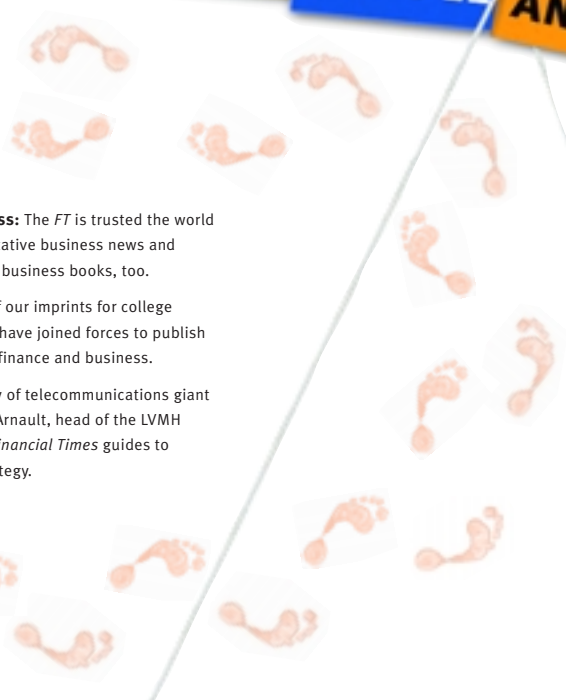 AN
ss: The FT is trusted the world
ative business news and
business books, too.
f our imprints for college
have joined forces to publish
finance and business.
y of telecommunications giant
Arnault, head of the LVMH
inancial Times guides to
tegy.